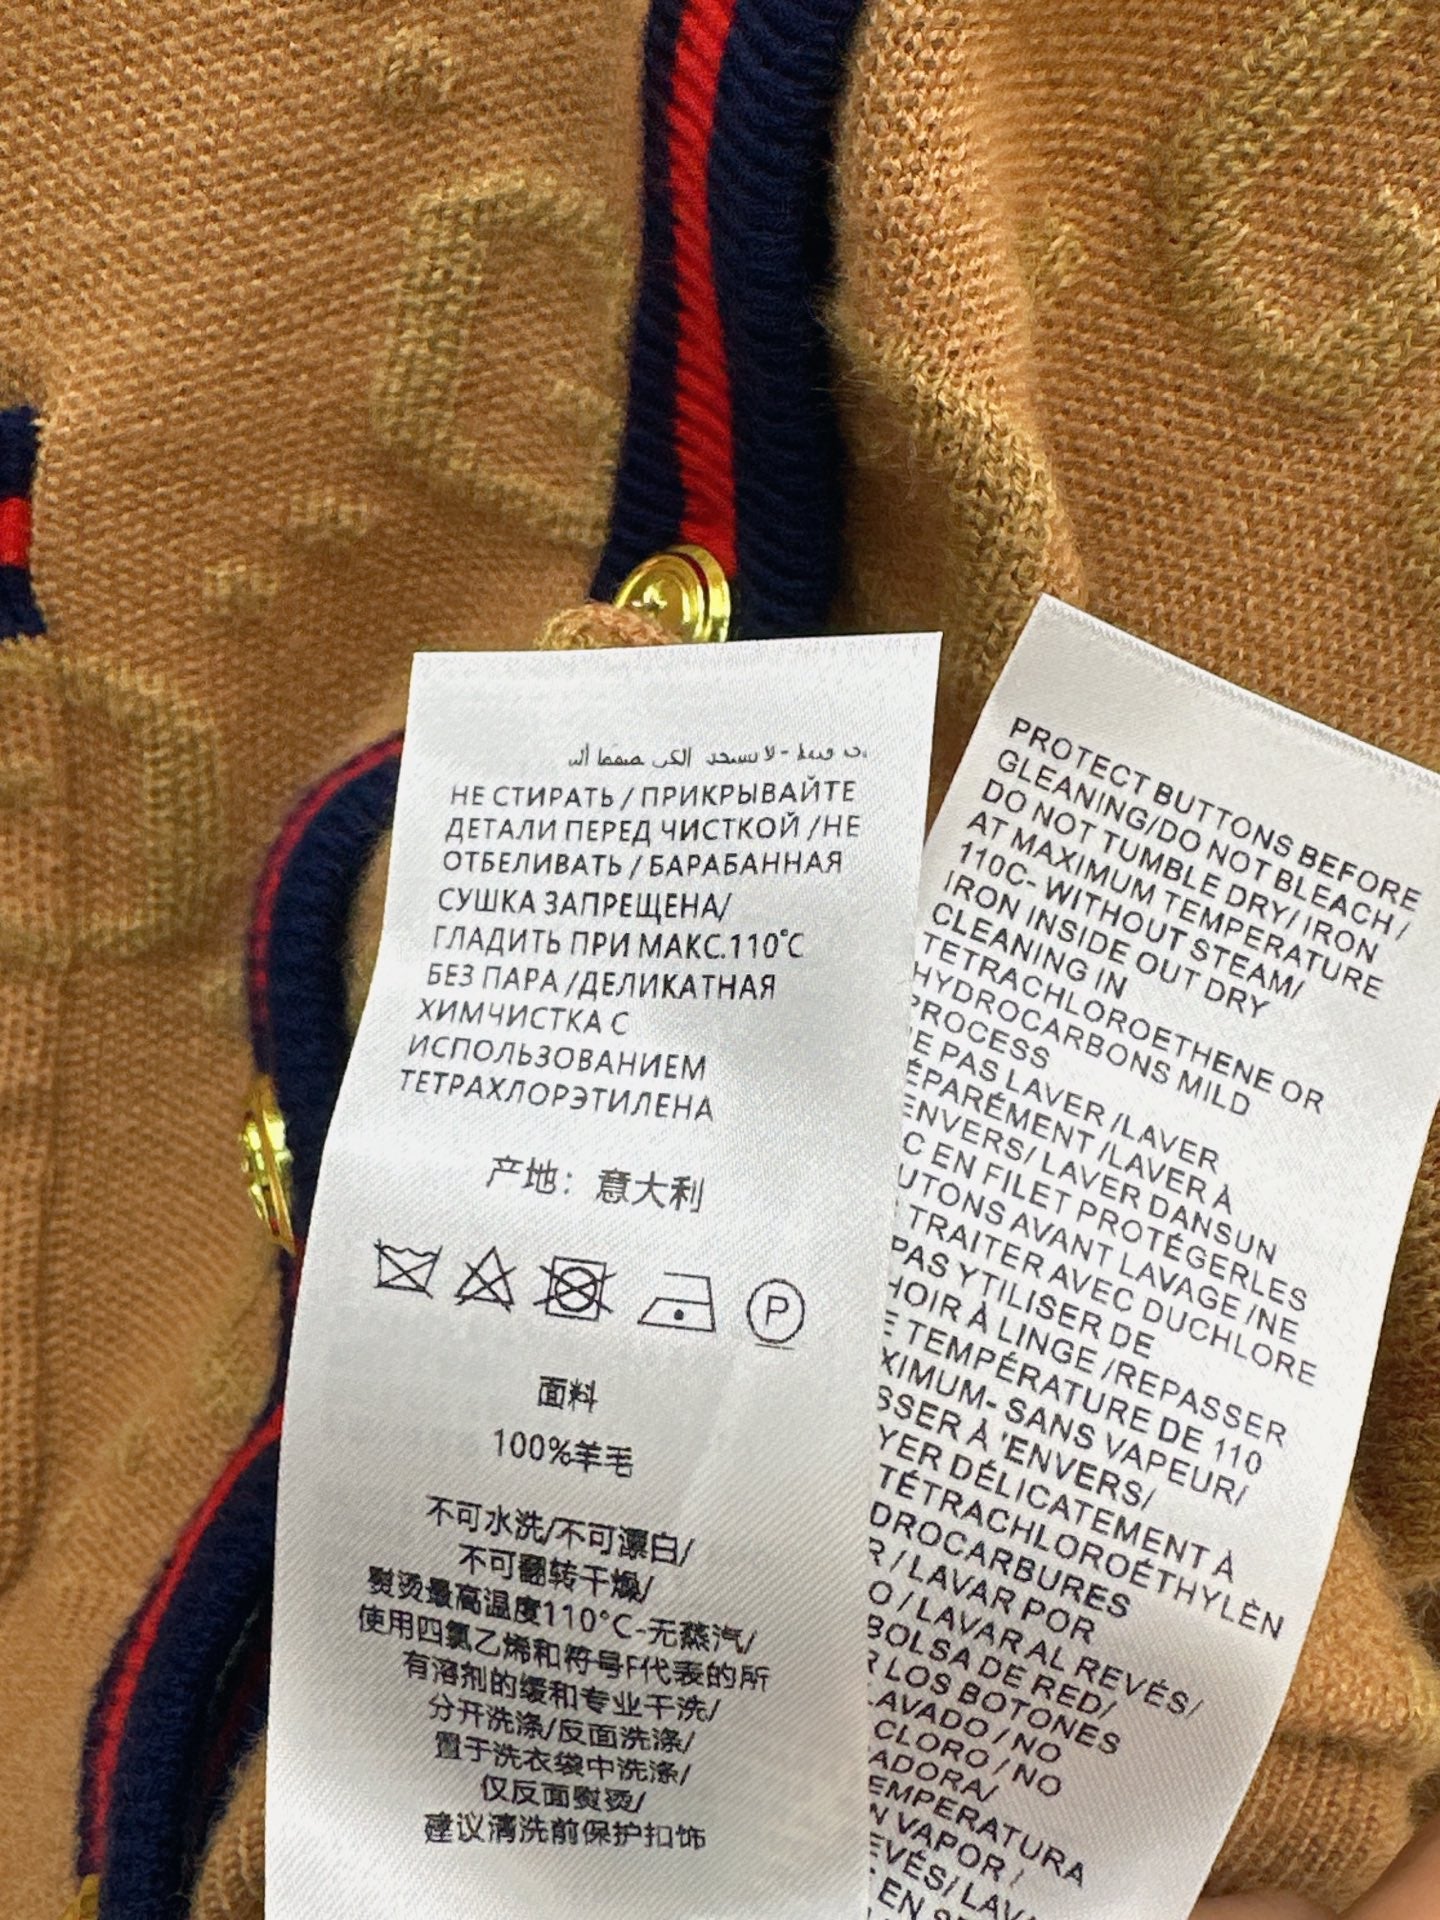 НЕ СТИРАТЬ / ПРИКРЫВАЙТЕ
ДЕТАЛИ ПЕРЕД ЧИСТКОЙ /НЕ
ОТБЕЛИВАТЬ / БАРАБАННАЯ
СУШКА ЗАПРЕЩЕНА/
ГЛАДИТЬ ПРИ МАКС.110°C
БЕЗ ПАРА /ДЕЛИКАТНАЯ
ХИМЧИСТКА С
ИСПОЛЬЗОВАНИЕМ
ТЕТРАХЛОРЭТИЛЕНА
产地：意大利
P
面料
100%羊毛
不可水洗/不可漂白/
不可翻转干燥/
熨烫最高温度110°C-无蒸汽/
使用四氯乙烯和符号F代表的所
有溶剂的缓和专业干洗/
分开洗涤/反面洗涤/
置于洗衣袋中洗涤/
仅反面熨烫/
建议清洗前保护扣饰
PROTECT BUTTONS BEFORE
GLEANING/DO NOT BLEACH /
DO NOT TUMBLE DRY/ IRON
AT MAXIMUM TEMPERATURE
110C- WITHOUT STEAM/
IRON INSIDE OUT DRY
CLEANING IN
TETRACHLOROETHENE OR
HYDROCARBONS MILD
PROCESS
PAS LAVER /LAVER
ÉPARÉMENT /LAVER À
ENVERS/ LAVER DANSUN
C EN FILET PROTÉGERLES
UTONS AVANT LAVAGE /NE
TRAITER AVEC DUCHLORE
PAS YTILISER DE
HOIR À LINGE /REPASSER
TEMPÉRATURE DE 110
XIMUM- SANS VAPEUR/
SSER À 'ENVERS/
YER DÉLICATEMENT À
TÉTRACHLOROÉTHYLÈN
DROCARBURES
R / LAVAR POR
O / LAVAR AL REVÉS/
BOLSA DE RED/
R LOS BOTONES
LAVADO / NO
CLORO / NO
ADORA/
EMPERATURA
N VAPOR /
EVÉS/ LAV
EN